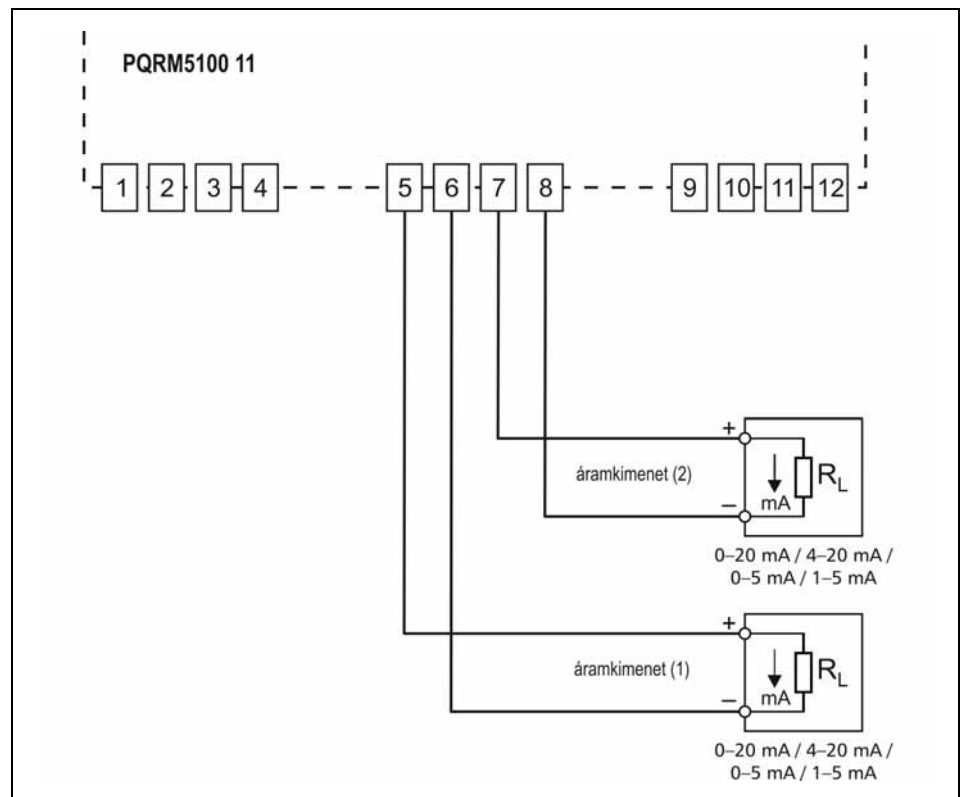 PQRM5100 11
1 2 3 4 5 6 7 8 9 10 11 12
+
áramkimenet (2)
mA
R_L
–
0–20 mA / 4–20 mA /
0–5 mA / 1–5 mA
+
áramkimenet (1)
mA
R_L
–
0–20 mA / 4–20 mA /
0–5 mA / 1–5 mA